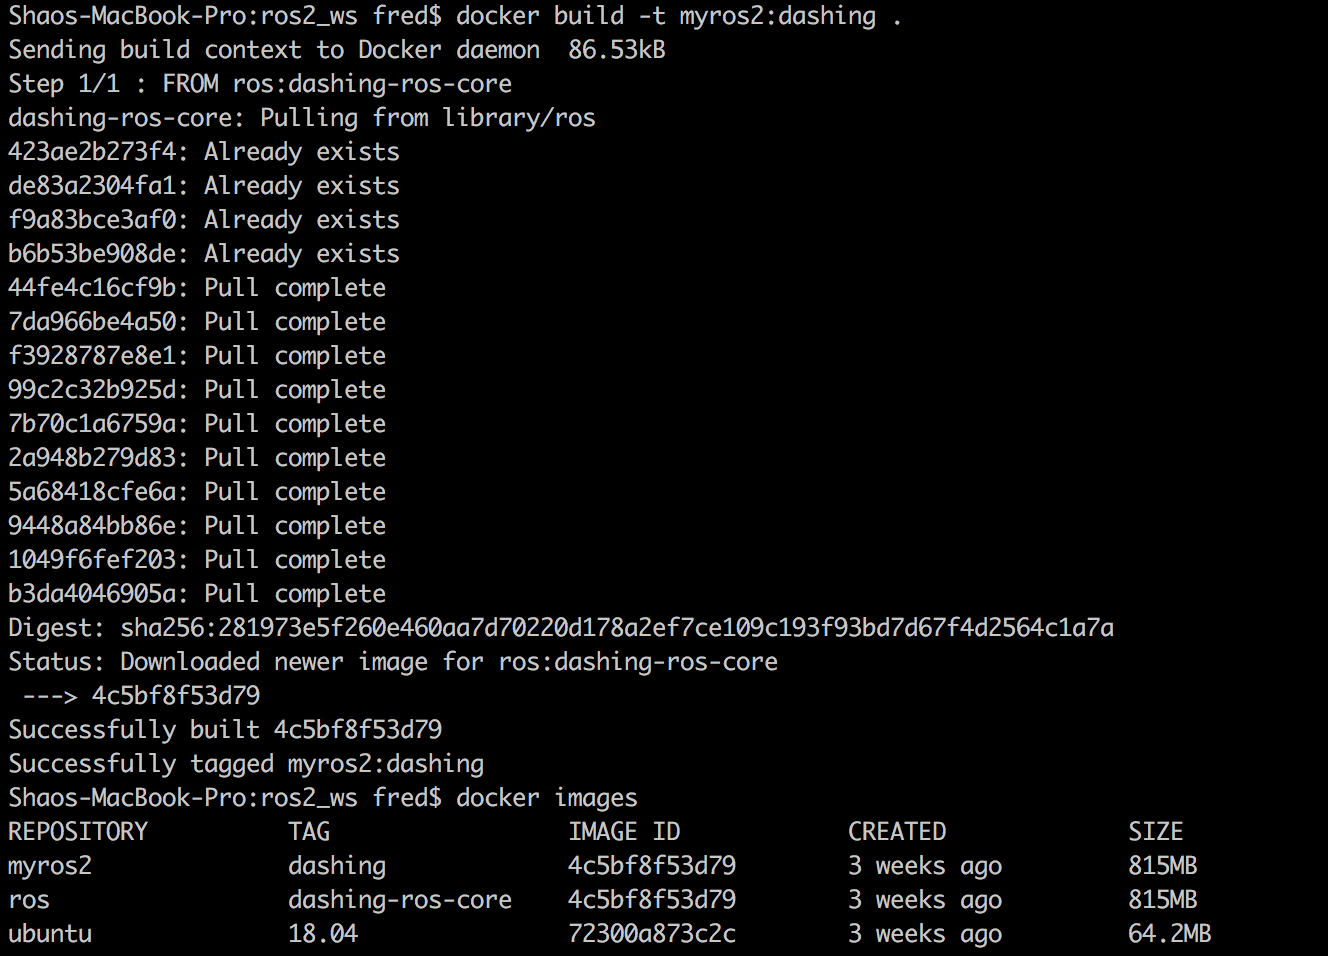 Shaos-MacBook-Pro:ros2_ws fred$ docker build -t myros2:dashing .
Sending build context to Docker daemon  86.53kB
Step 1/1 : FROM ros:dashing-ros-core
dashing-ros-core: Pulling from library/ros
423ae2b273f4: Already exists
de83a2304fa1: Already exists
f9a83bce3af0: Already exists
b6b53be908de: Already exists
44fe4c16cf9b: Pull complete
7da966be4a50: Pull complete
f3928787e8e1: Pull complete
99c2c32b925d: Pull complete
7b70c1a6759a: Pull complete
2a948b279d83: Pull complete
5a68418cfe6a: Pull complete
9448a84bb86e: Pull complete
1049f6fef203: Pull complete
b3da4046905a: Pull complete
Digest: sha256:281973e5f260e460aa7d70220d178a2ef7ce109c193f93bd7d67f4d2564c1a7a
Status: Downloaded newer image for ros:dashing-ros-core
 ---> 4c5bf8f53d79
Successfully built 4c5bf8f53d79
Successfully tagged myros2:dashing
Shaos-MacBook-Pro:ros2_ws fred$ docker images
REPOSITORY          TAG                 IMAGE ID            CREATED             SIZE
myros2              dashing             4c5bf8f53d79        3 weeks ago         815MB
ros                 dashing-ros-core    4c5bf8f53d79        3 weeks ago         815MB
ubuntu              18.04               72300a873c2c        3 weeks ago         64.2MB